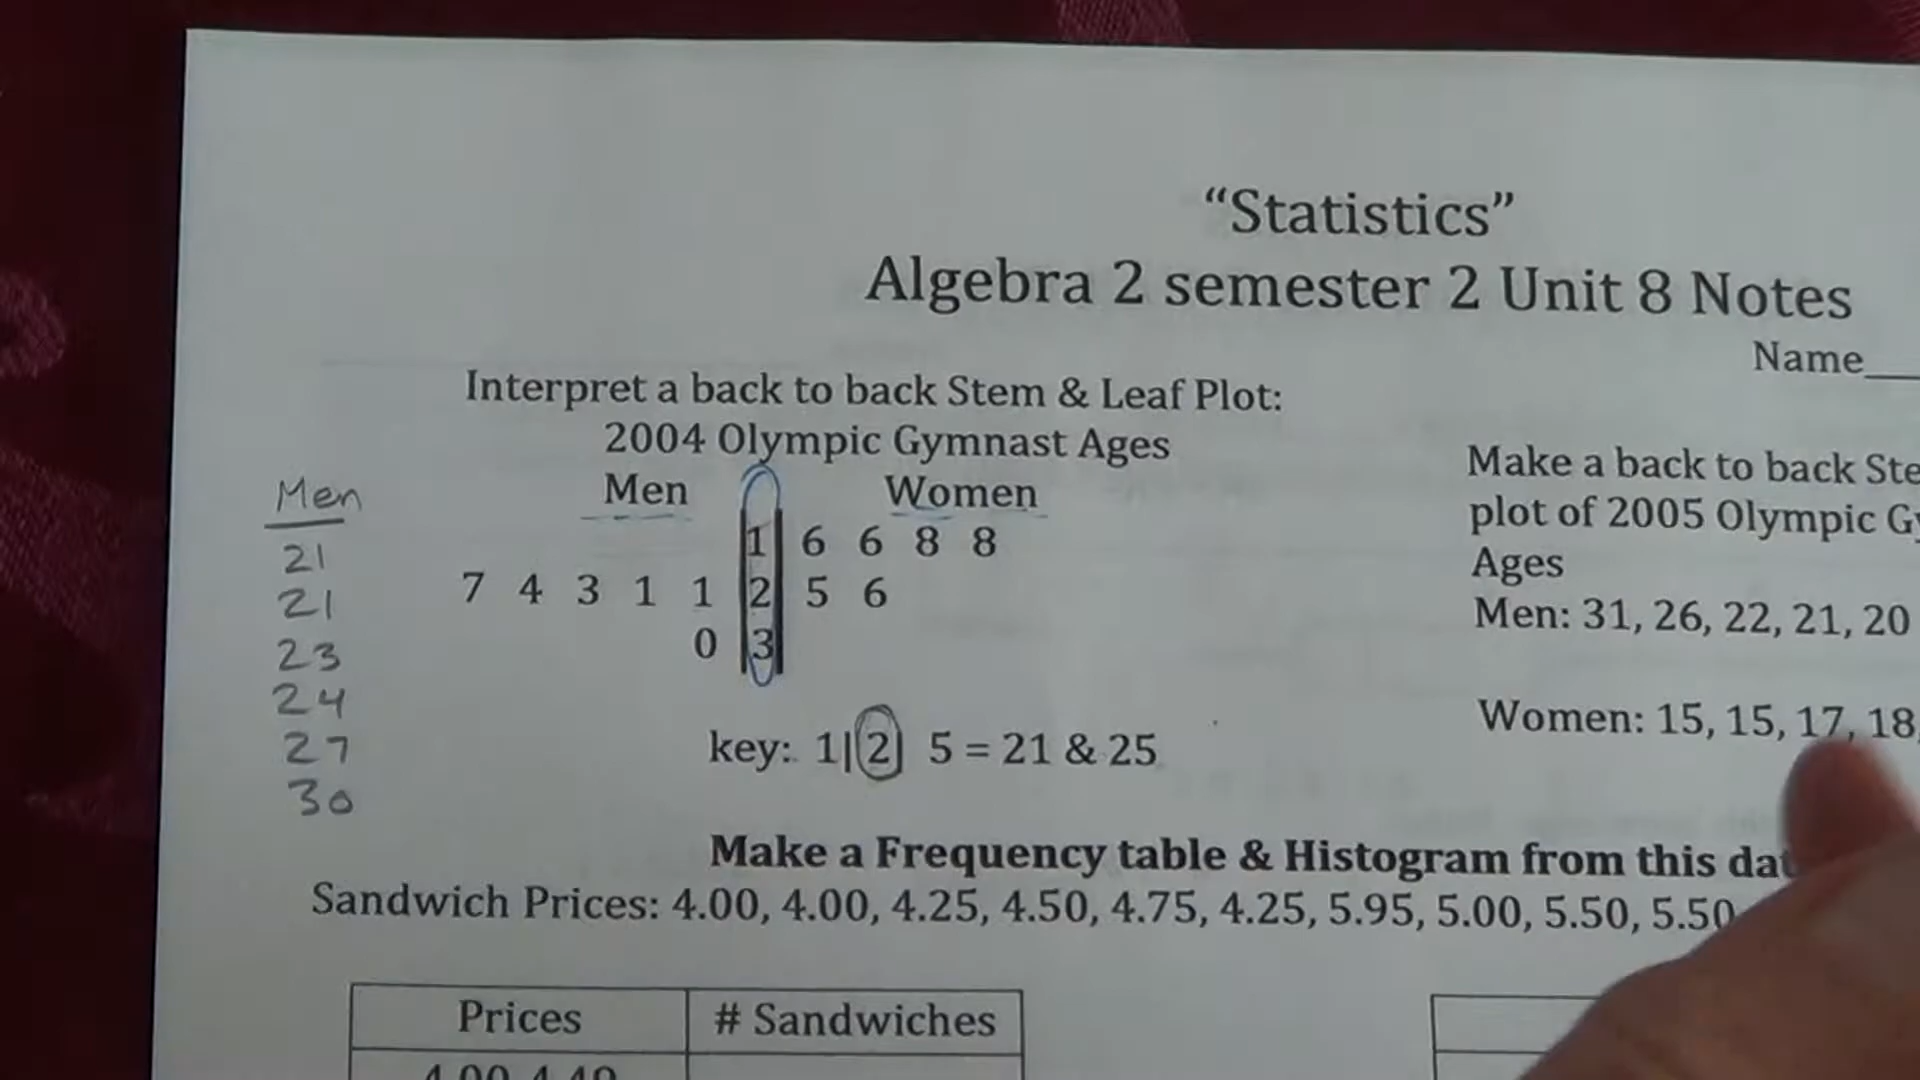 “Statistics”
Algebra 2 semester 2 Unit 8 Notes
Name
Interpret a back to back Stem & Leaf Plot:
2004 Olympic Gymnast Ages
Men Women
1 6 6 8 8
7 4 3 1 1 2 5 6
0 3
key: 1|2| 5 = 21 & 25
Men
21
21
23
24
27
30
Make a back to back
plot of 2005 Olympic
Ages
Men: 31, 26, 22, 21, 20
Women: 15, 15, 17, 18,
Make a Frequency table & Histogram from this
Sandwich Prices: 4.00, 4.00, 4.25, 4.50, 4.75, 4.25, 5.95, 5.00, 5.50, 5.50
Prices # Sandwiches
4.00-4.49